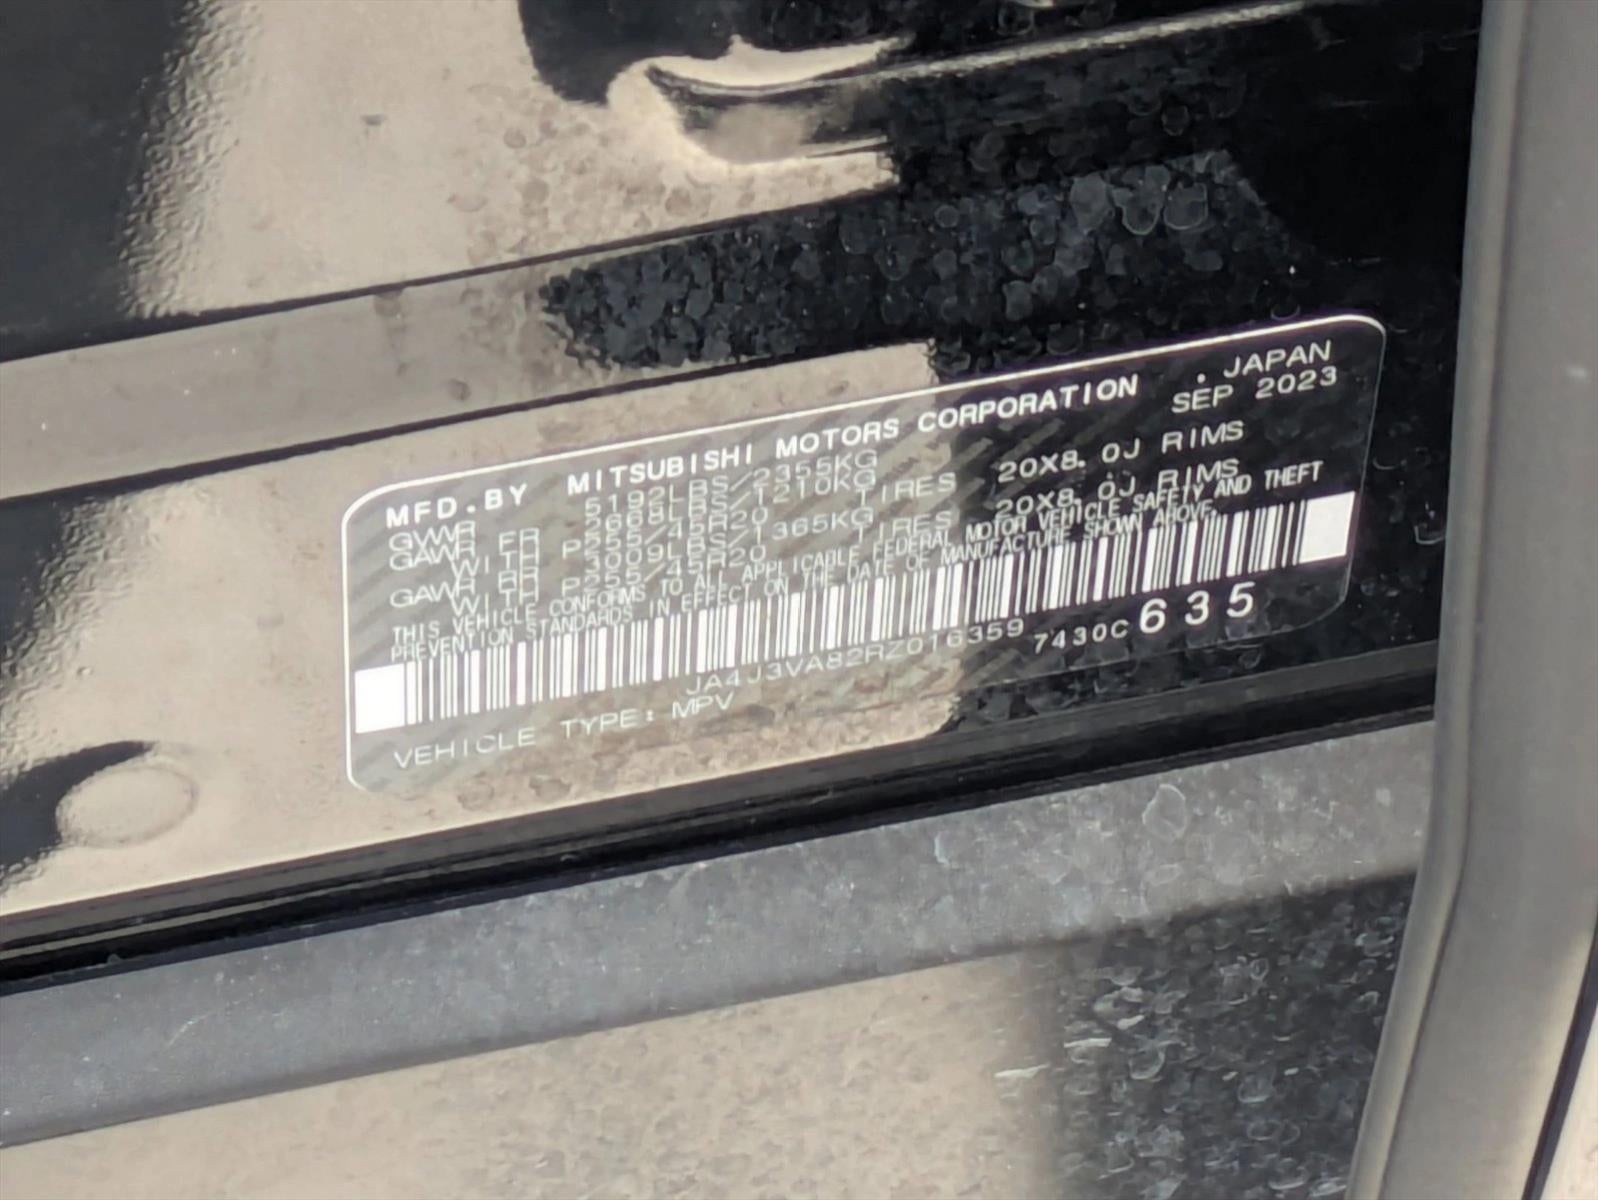 MFD.BY MITSUBISHI MOTORS CORPORATION , JAPAN
GVWR 5192LBS/2355KG SEP 2023
GAWR FR 2668LBS/1210KG
WITH P255/45R20 TIRES 20X8.0J RIMS
GAWR RR 3009LBS/1365KG
WITH P255/45R20 TIRES 20X8.0J RIMS
THIS VEHICLE CONFORMS TO ALL APPLICABLE FEDERAL MOTOR VEHICLE SAFETY AND THEFT
PREVENTION STANDARDS IN EFFECT ON THE DATE OF MANUFACTURE SHOWN ABOVE.
JA4J3VA82RZ016359 7430C 635
VEHICLE TYPE: MPV